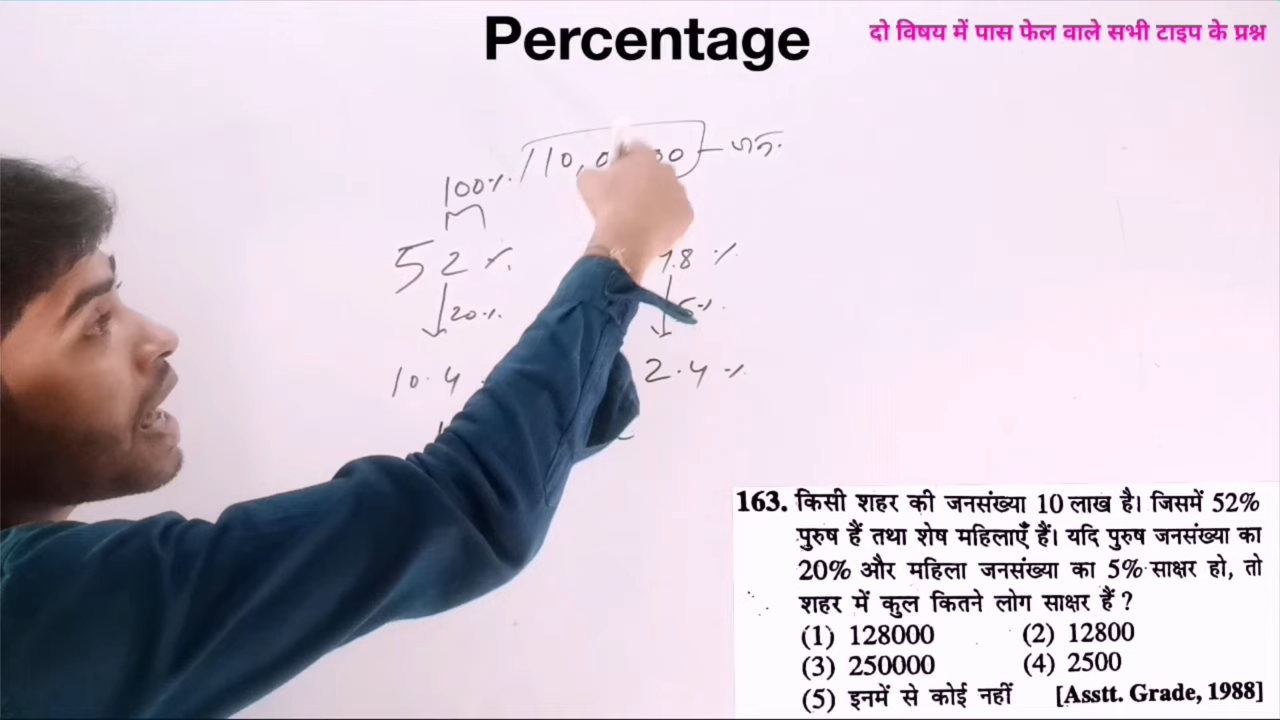 Percentage
दो विषय में पास फेल वाले सभी टाइप के प्रश्न
जन.
100%
52 %
8 %
20%
5%
10.4
2.4 %
163. किसी शहर की जनसंख्या 10 लाख है। जिसमें 52%
पुरुष हैं तथा शेष महिलाएँ हैं। यदि पुरुष जनसंख्या का
20% और महिला जनसंख्या का 5% साक्षर हो, तो
शहर में कुल कितने लोग साक्षर हैं ?
(1) 128000 (2) 12800
(3) 250000 (4) 2500
(5) इनमें से कोई नहीं [Asstt. Grade, 1988]